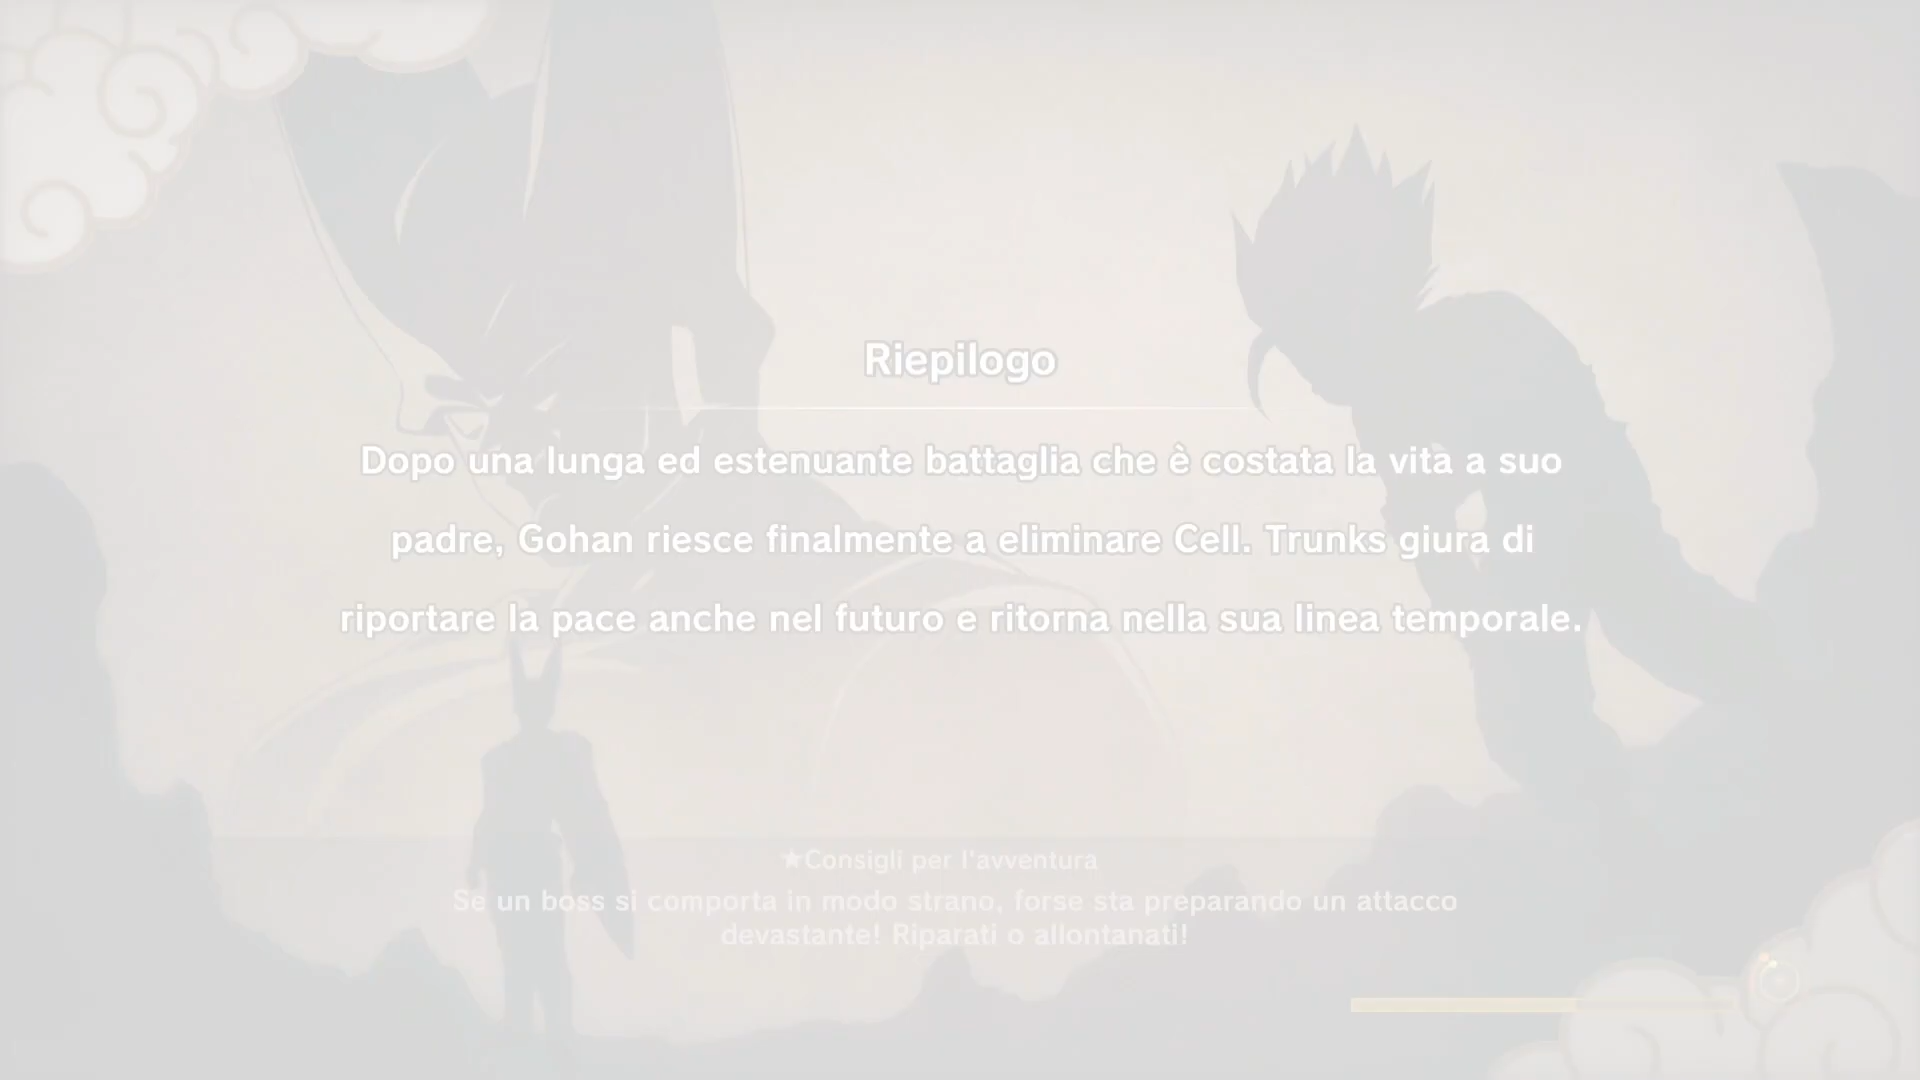 Riepilogo
Dopo una lunga ed estenuante battaglia che è costata la vita a suo
padre, Gohan riesce finalmente a eliminare Cell. Trunks giura di
riportare la pace anche nel futuro e ritorna nella sua linea temporale.
★Consigli per l'avventura
Se un boss si comporta in modo strano, forse sta preparando un attacco
devastante! Riparati o allontanati!